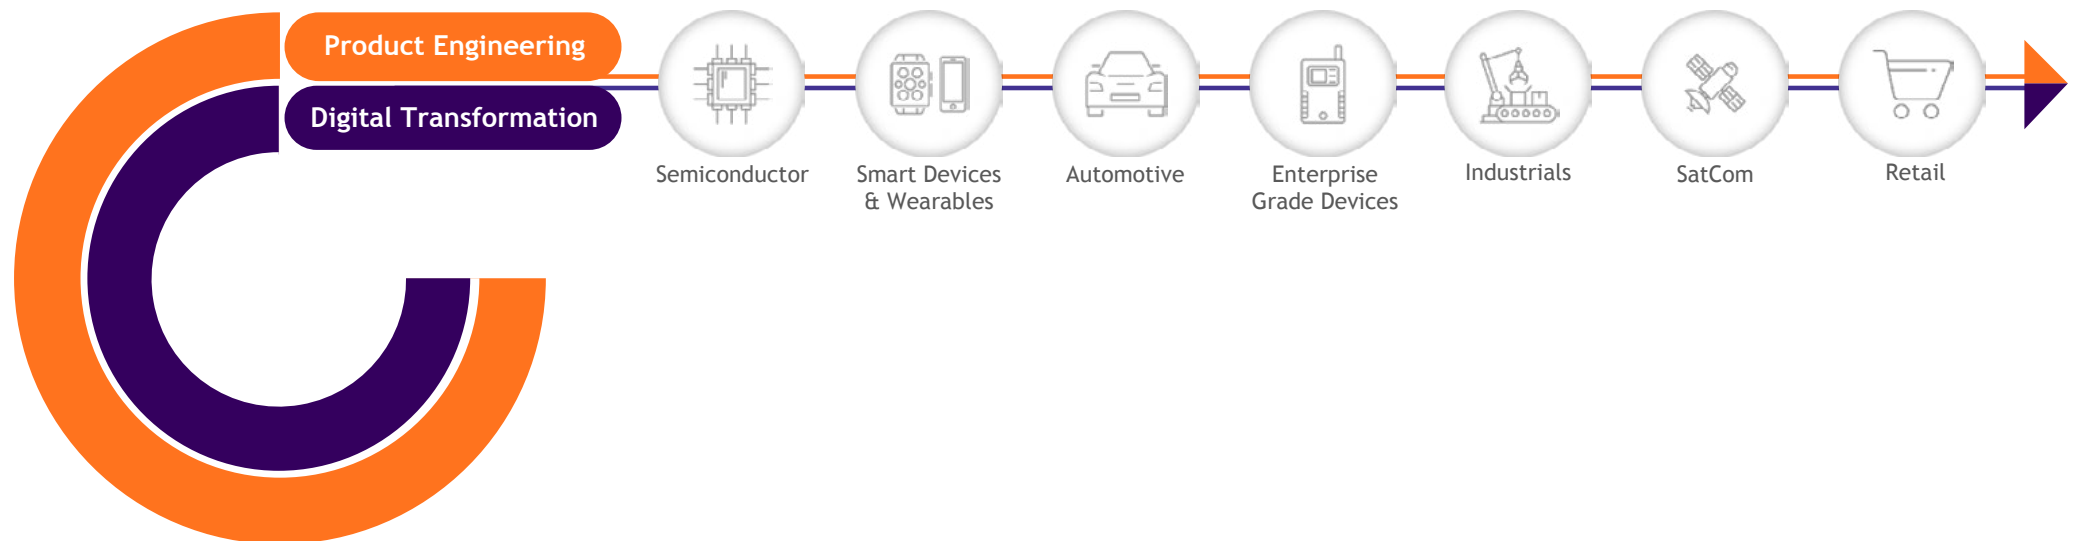 Product Engineering
Digital Transformation
Semiconductor
Smart Devices
& Wearables
Automotive
Enterprise
Grade Devices
Industrials
SatCom
Retail